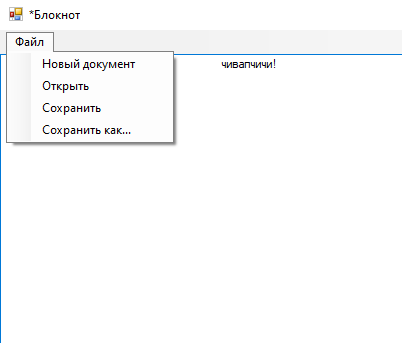 *Блокнот
Файл
Новый документ чивапчичи!
Открыть
Сохранить
Сохранить как...